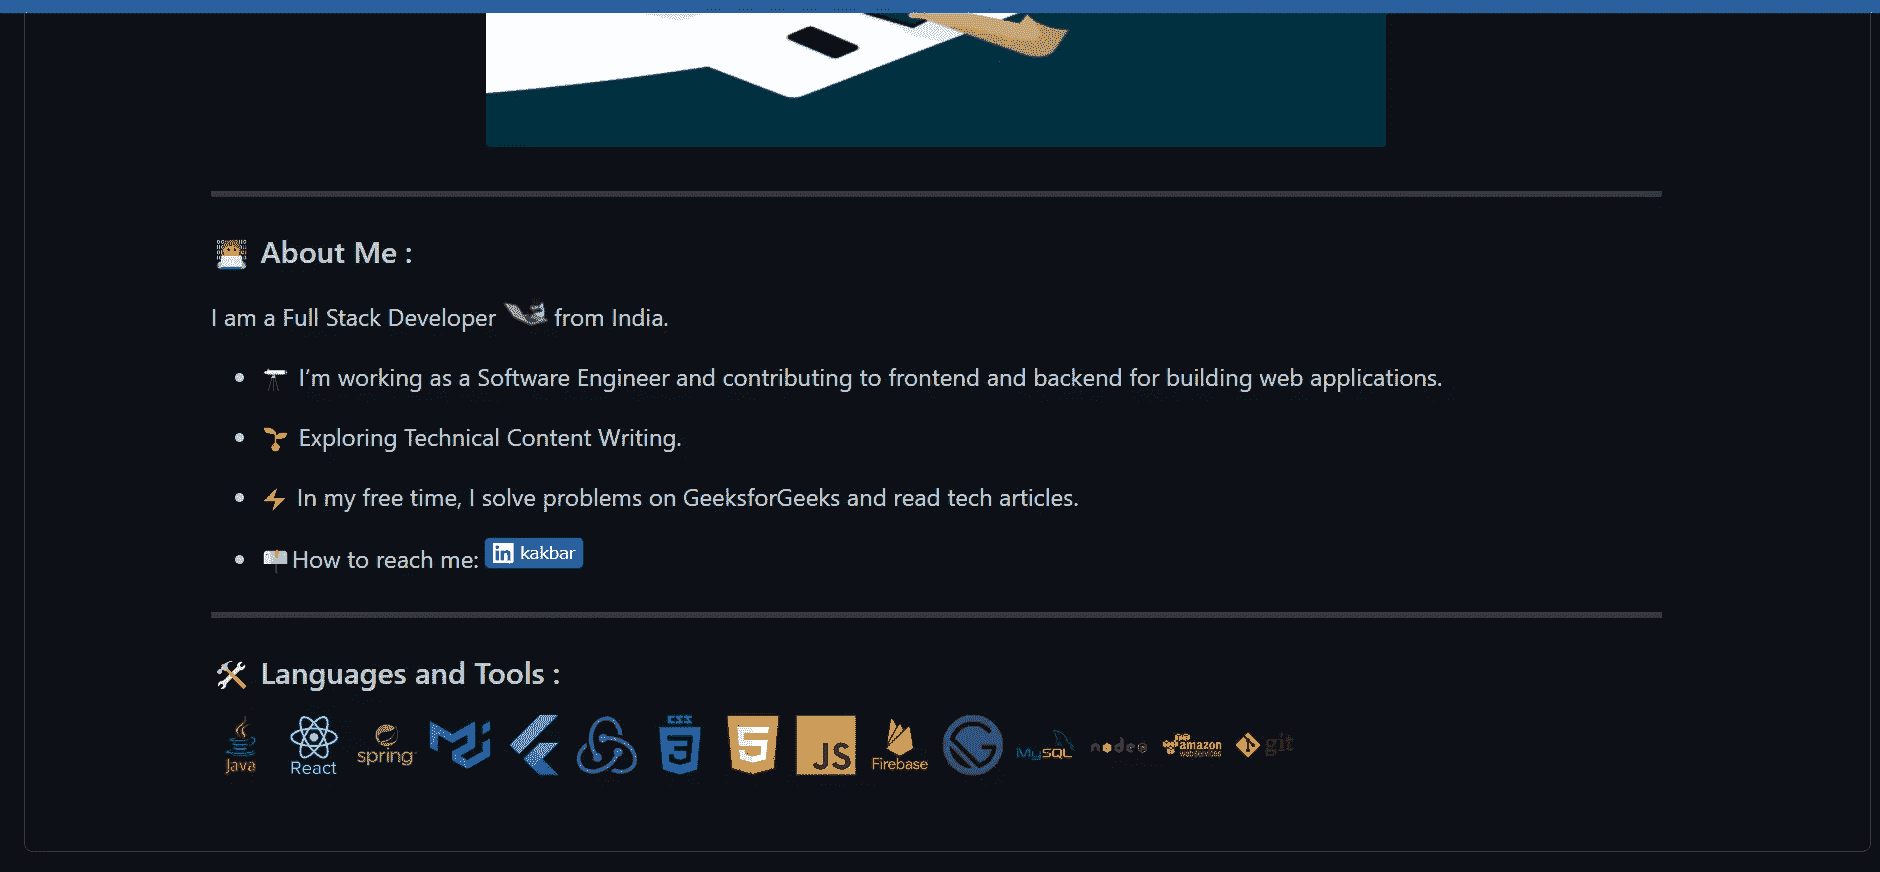 About Me :
I am a Full Stack Developer from India.
I'm working as a Software Engineer and contributing to frontend and backend for building web applications.
Exploring Technical Content Writing.
In my free time, I solve problems on GeeksforGeeks and read tech articles.
How to reach me: in kakbar
Languages and Tools :
Java React spring CSS 3 5 JS Firebase G MySQL node amazon webservices git